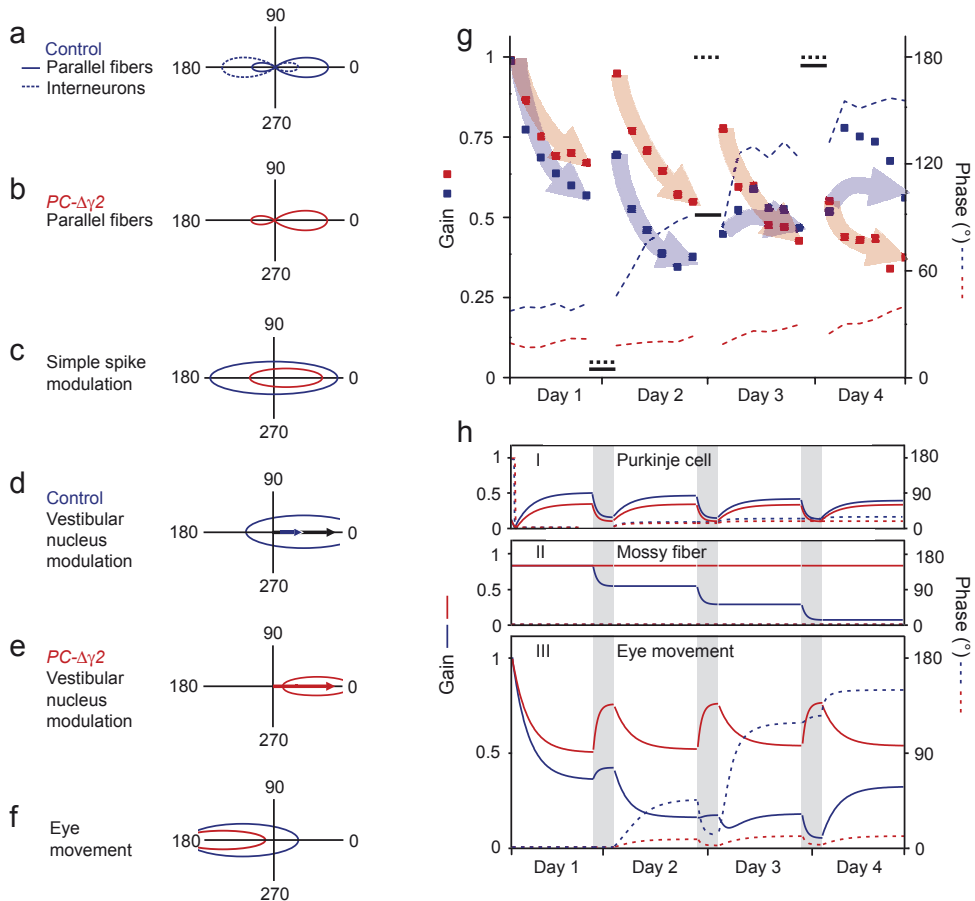 a
Control
Parallel fibers
Interneurons
90
180
0
270
b
PC-Δγ2
Parallel fibers
90
180
0
270
c
Simple spike
modulation
90
180
0
270
d
Control
Vestibular
nucleus
modulation
90
180
0
270
e
PC-Δγ2
Vestibular
nucleus
modulation
90
180
0
270
f
Eye
movement
90
180
0
270
g
1
0.75
0.5
0.25
0
Gain
180
120
60
0
Phase (°)
Day 1
Day 2
Day 3
Day 4
h
I
Purkinje cell
1
0.5
0
180
90
0
II
Mossy fiber
1
0.5
0
180
90
0
III
Eye movement
1
0.5
0
180
90
0
Gain
Phase (°)
Day 1
Day 2
Day 3
Day 4